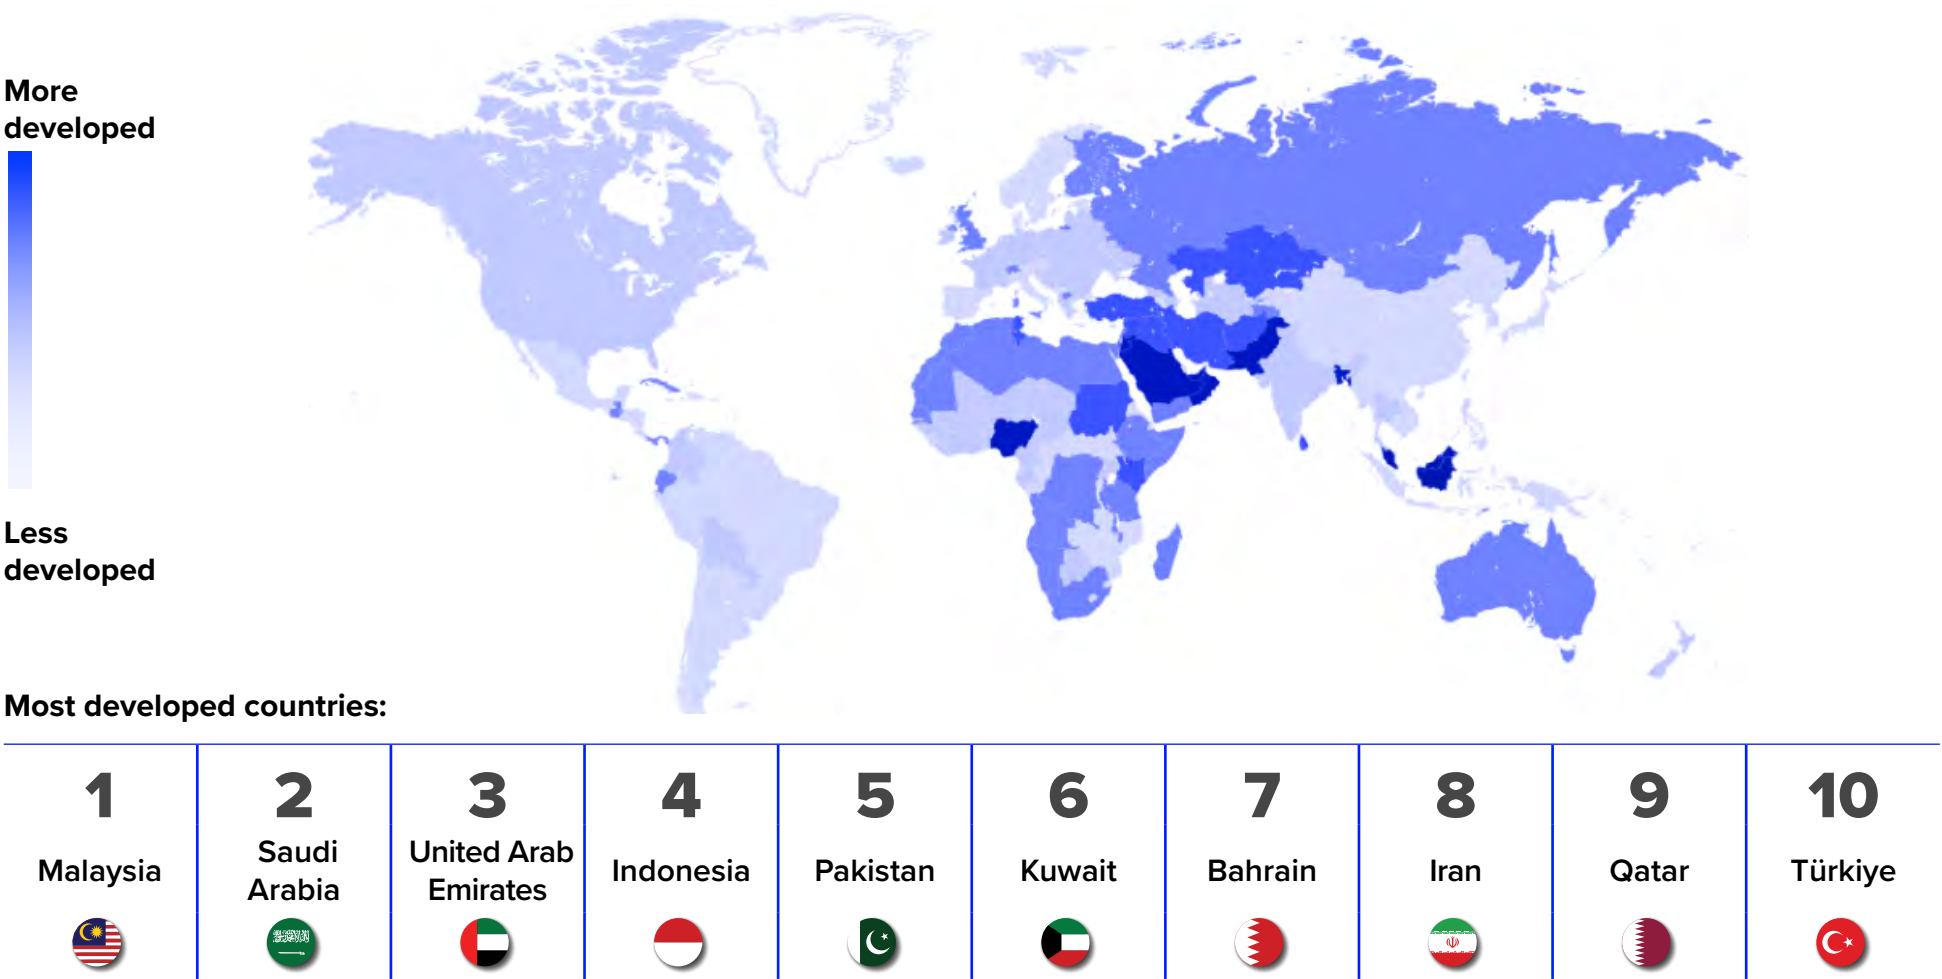 More
developed
Less
developed
Most developed countries:
1
Malaysia
2
Saudi
Arabia
3
United Arab
Emirates
4
Indonesia
5
Pakistan
6
Kuwait
7
Bahrain
8
Iran
9
Qatar
10
Türkiye